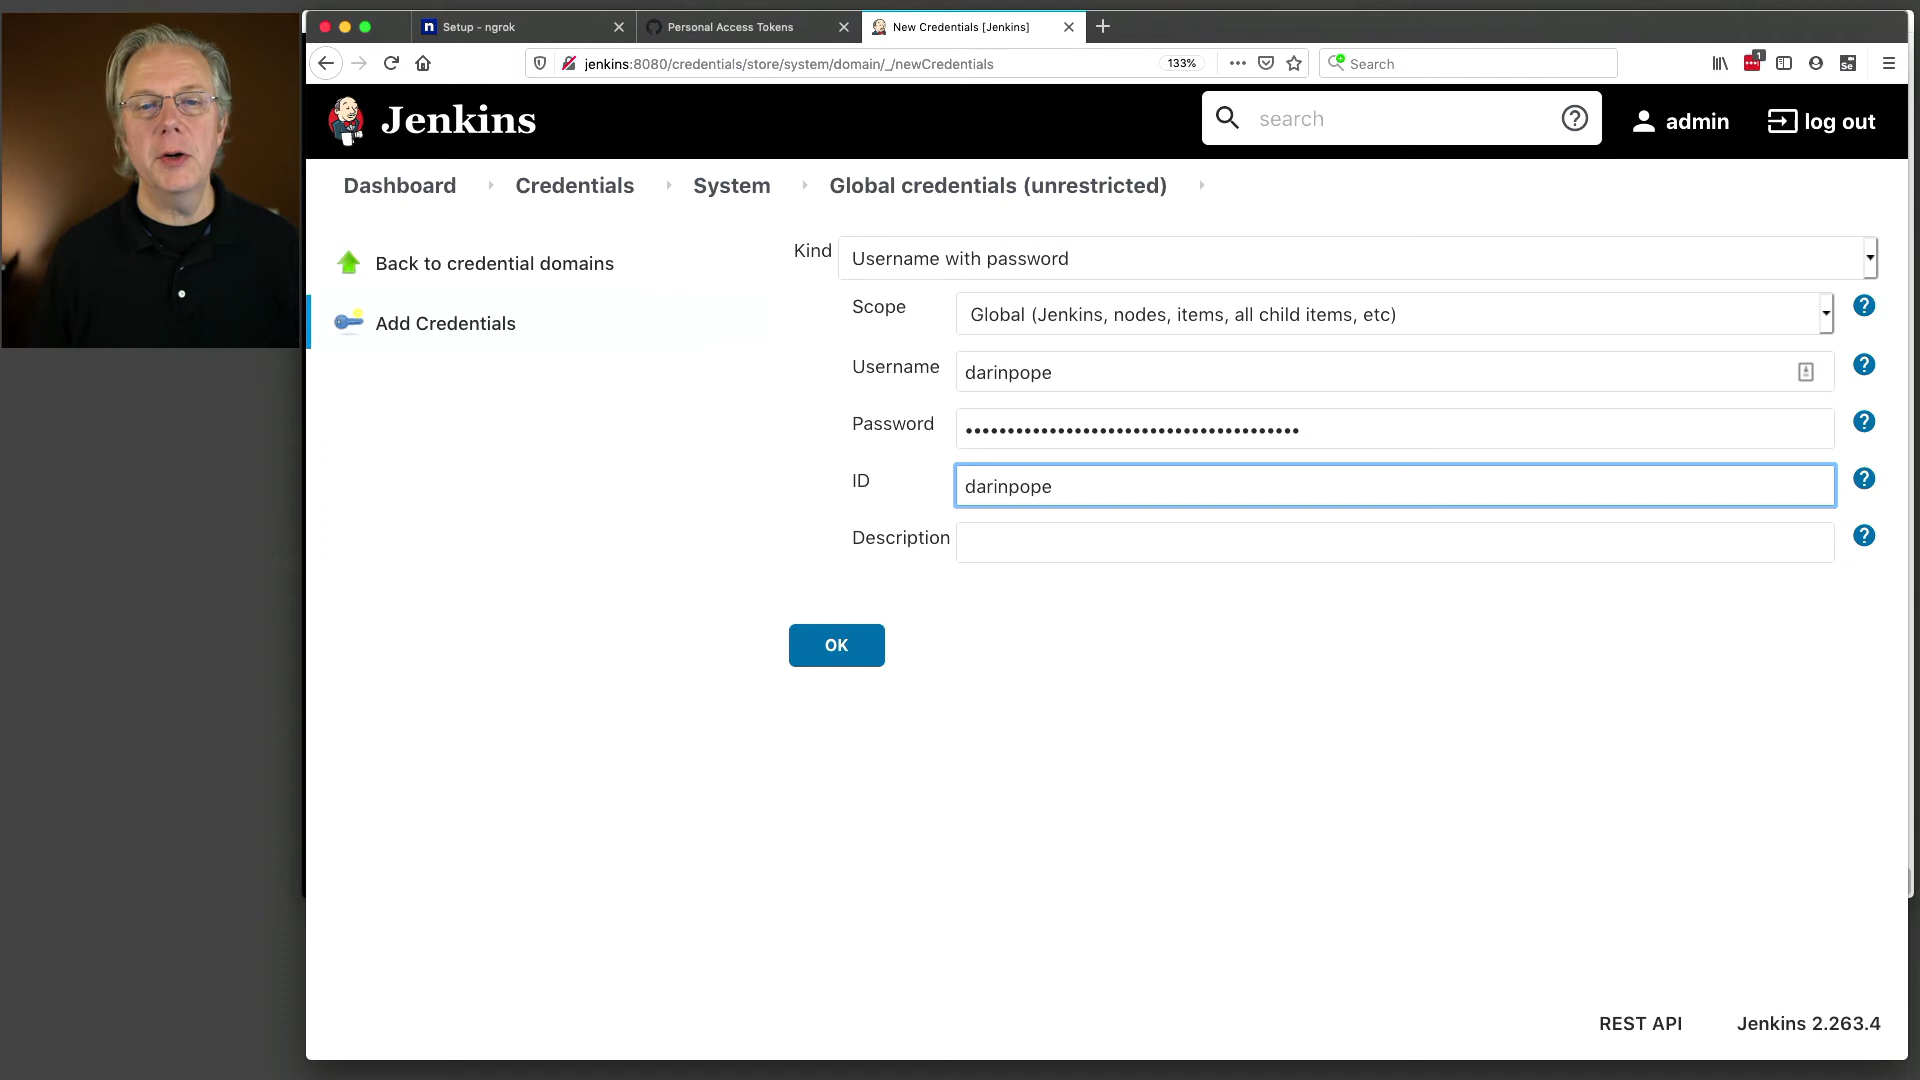 Setup - ngrok
Personal Access Tokens
New Credentials [Jenkins]
jenkins:8080/credentials/store/system/domain/_/newCredentials
133%
Search
1
Se
Jenkins
search
admin
log out
Dashboard
Credentials
System
Global credentials (unrestricted)
Back to credential domains
Add Credentials
Kind
Username with password
Scope
Global (Jenkins, nodes, items, all child items, etc)
Username
darinpope
Password
••••••••••••••••••••••••••••••••••••••••
ID
darinpope
Description
OK
REST API
Jenkins 2.263.4